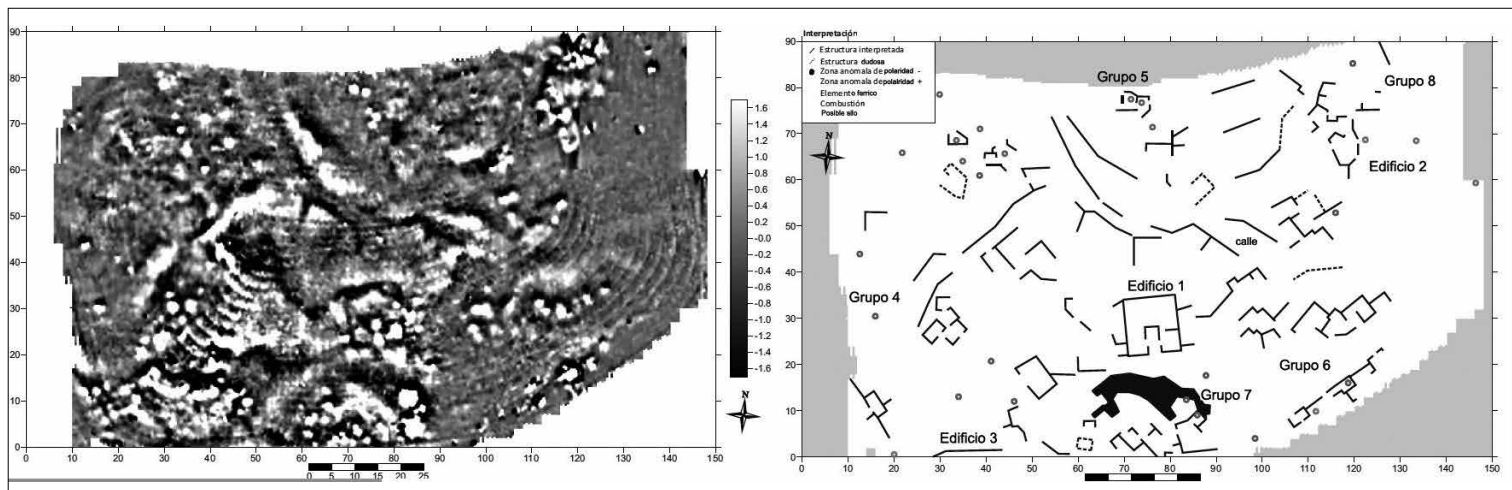 90
80
70
60
50
40
30
20
10
0
0 10 20 30 40 50 60 70 80 90 100 110 120 130 140 150
0 5 10 15 20 25
1.6
1.4
1.2
1.0
0.8
0.6
0.4
0.2
-0.0
-0.2
-0.4
-0.6
-0.8
-1.0
-1.2
-1.4
-1.6
N
Interpretación
Estructura interpretada
Estructura dudosa
Zona anomala de polaridad -
Zona anomala de polalridad +
Elemento ferrico
Combustión
Posible silo
N
90
80
70
60
50
40
30
20
10
0
Grupo 5
Grupo 8
Edificio 2
calle
Grupo 4
Edificio 1
Grupo 6
Grupo 7
Edificio 3
0 10 20 30 40 50 60 70 80 90 100 110 120 130 140 150